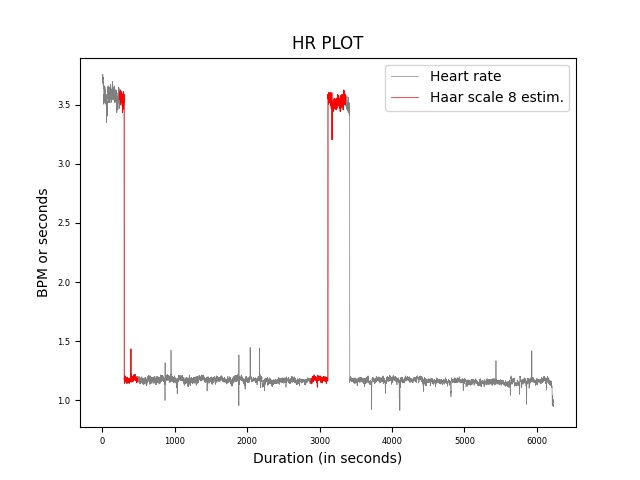 HR PLOT
Heart rate
Haar scale 8 estim.
BPM or seconds
3.5
3.0
2.5
2.0
1.5
1.0
0 1000 2000 3000 4000 5000 6000
Duration (in seconds)